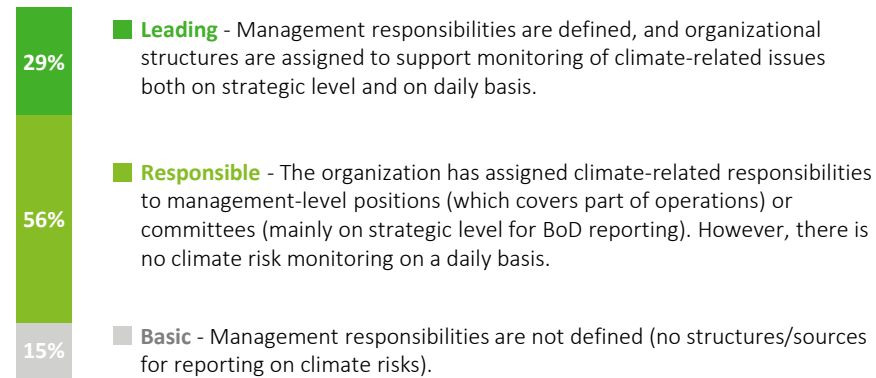 29%
Leading - Management responsibilities are defined, and organizational
structures are assigned to support monitoring of climate-related issues
both on strategic level and on daily basis.
56%
Responsible - The organization has assigned climate-related responsibilities
to management-level positions (which covers part of operations) or
committees (mainly on strategic level for BoD reporting). However, there is
no climate risk monitoring on a daily basis.
15%
Basic - Management responsibilities are not defined (no structures/sources
for reporting on climate risks).